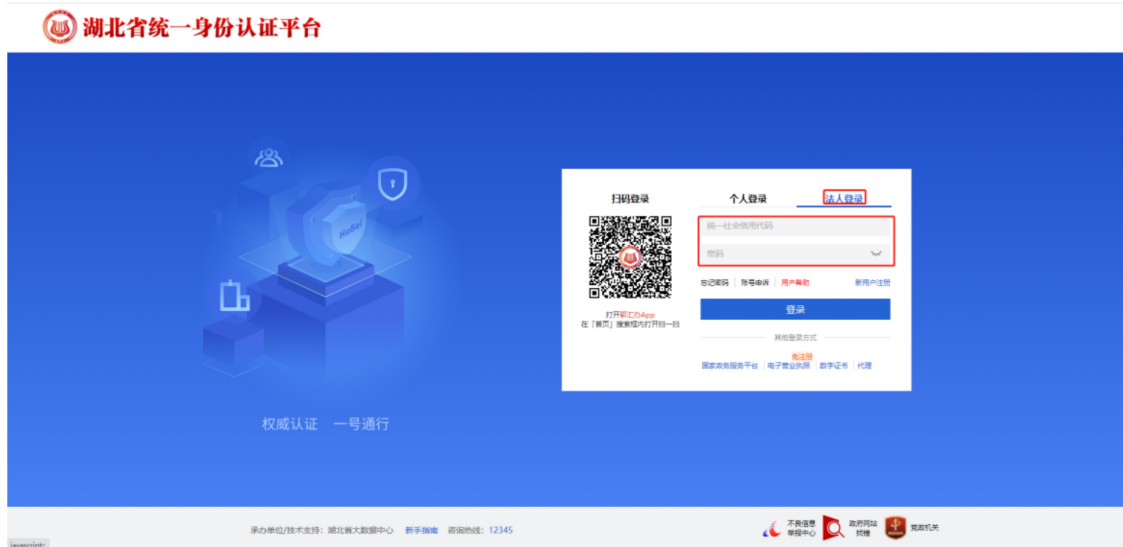 湖北省统一身份认证平台
HuBei
权威认证 一号通行
扫码登录
打开鄂汇办App
在「首页」搜索框内打开扫一扫
个人登录 法人登录
统一社会信用代码
密码
忘记密码 账号申诉 用户帮助 新用户注册
登录
其他登录方式
免注册
国家政务服务平台 电子营业执照 数字证书 代理
承办单位/技术支持：湖北省大数据中心 新手指南 咨询热线：12345
不良信息
举报中心
政府网站
找错
党政机关
javascript: